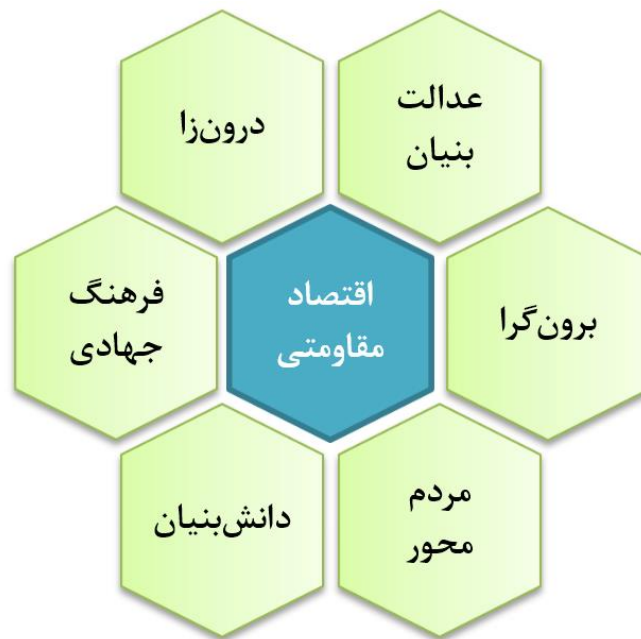 عدالت
بنیان
درون‌زا
اقتصاد
مقاومتی
برون‌گرا
فرهنگ
جهادی
مردم
محور
دانش‌بنیان